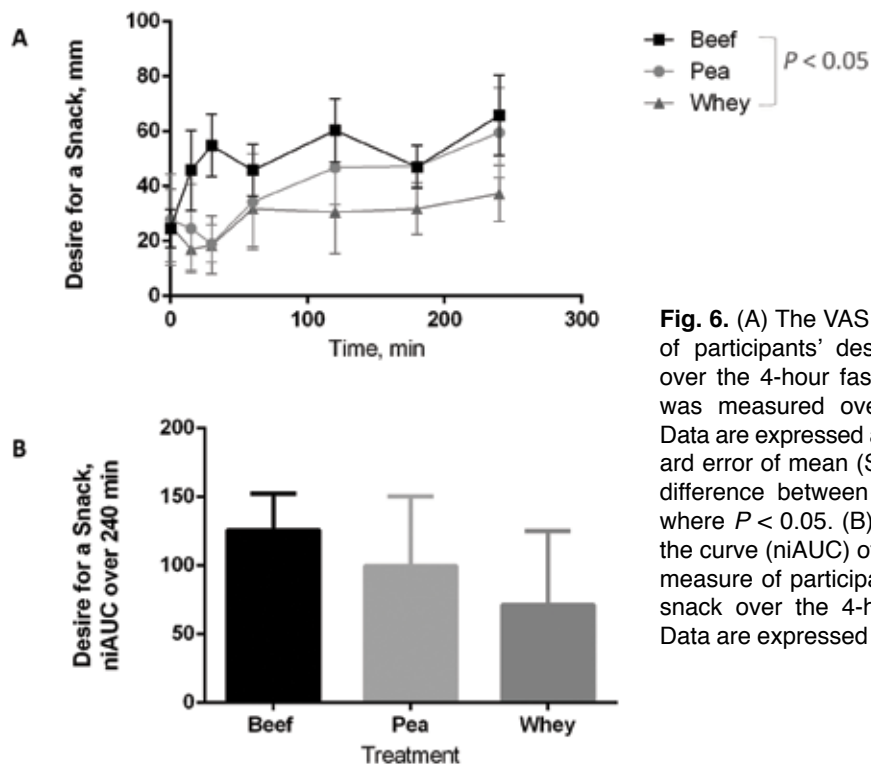 A
100
80
60
40
20
0
Desire for a Snack, mm
0 100 200 300
Time, min
Beef
Pea
Whey
P < 0.05
B
200
150
100
50
0
Desire for a Snack,
niAUC over 240 min
Beef Pea Whey
Treatment
Fig. 6. (A) The VAS
of participants' des
over the 4-hour fas
was measured ove
Data are expressed a
ard error of mean (S
difference between
where P < 0.05. (B)
the curve (niAUC) o
measure of participa
snack over the 4-h
Data are expressed